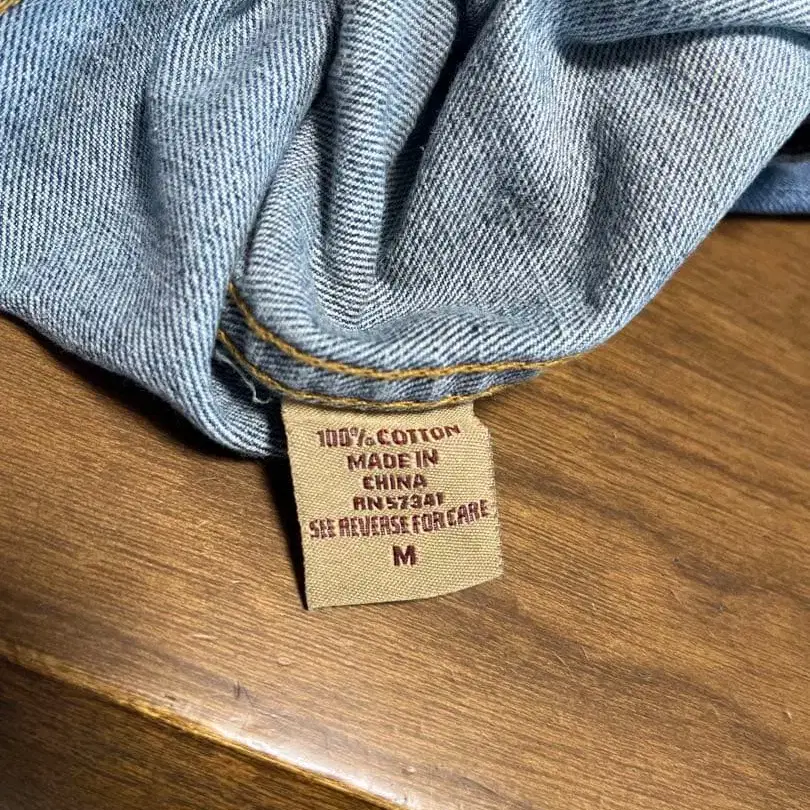 100% COTTON
MADE IN
CHINA
RN 57341
SEE REVERSE FOR CARE
M